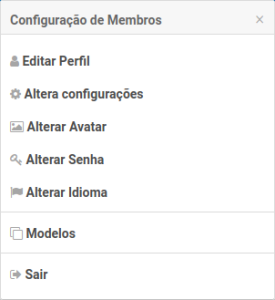 Configuração de Membros ×
Editar Perfil
Altera configurações
Alterar Avatar
Alterar Senha
Alterar Idioma
Modelos
Sair